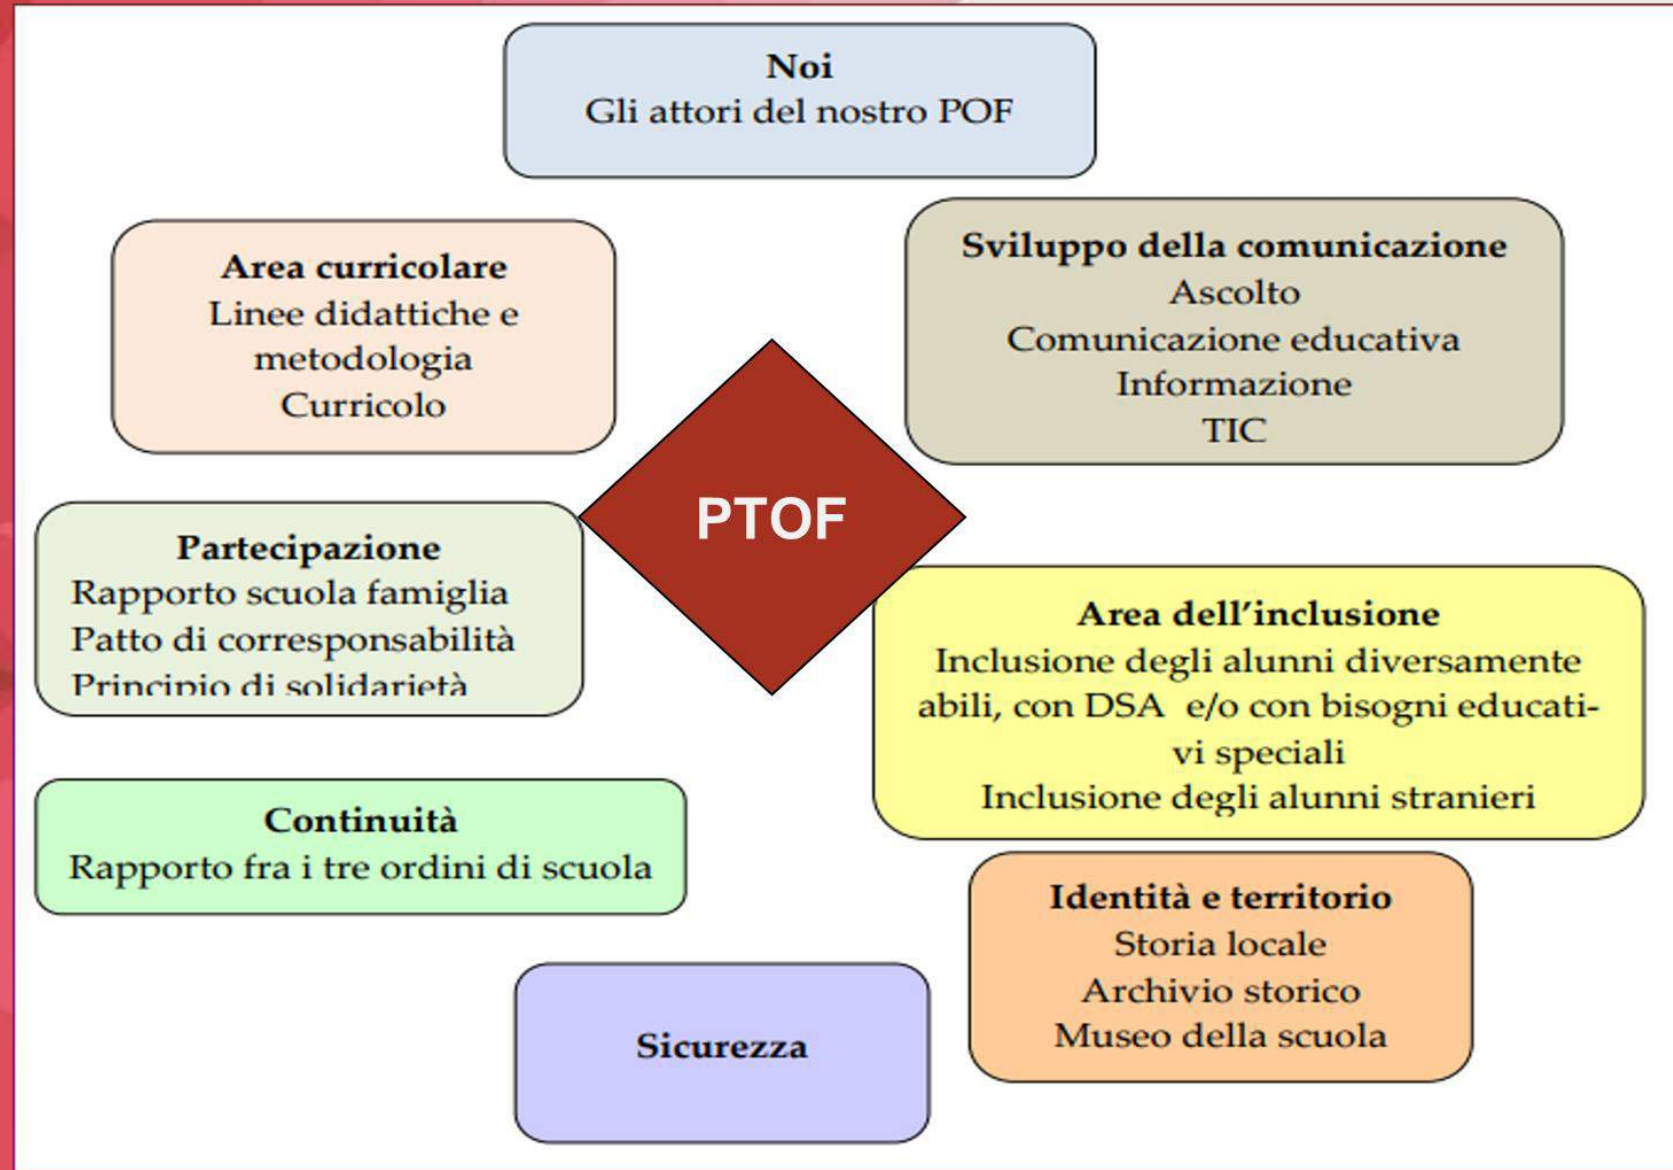 Noi
Gli attori del nostro POF
Area curricolare
Linee didattiche e
metodologia
Curricolo
Sviluppo della comunicazione
Ascolto
Comunicazione educativa
Informazione
TIC
PTOF
Partecipazione
Rapporto scuola famiglia
Patto di corresponsabilità
Principio di solidarietà
Area dell’inclusione
Inclusione degli alunni diversamente
abili, con DSA e/o con bisogni educati-
vi speciali
Inclusione degli alunni stranieri
Continuità
Rapporto fra i tre ordini di scuola
Identità e territorio
Storia locale
Archivio storico
Museo della scuola
Sicurezza